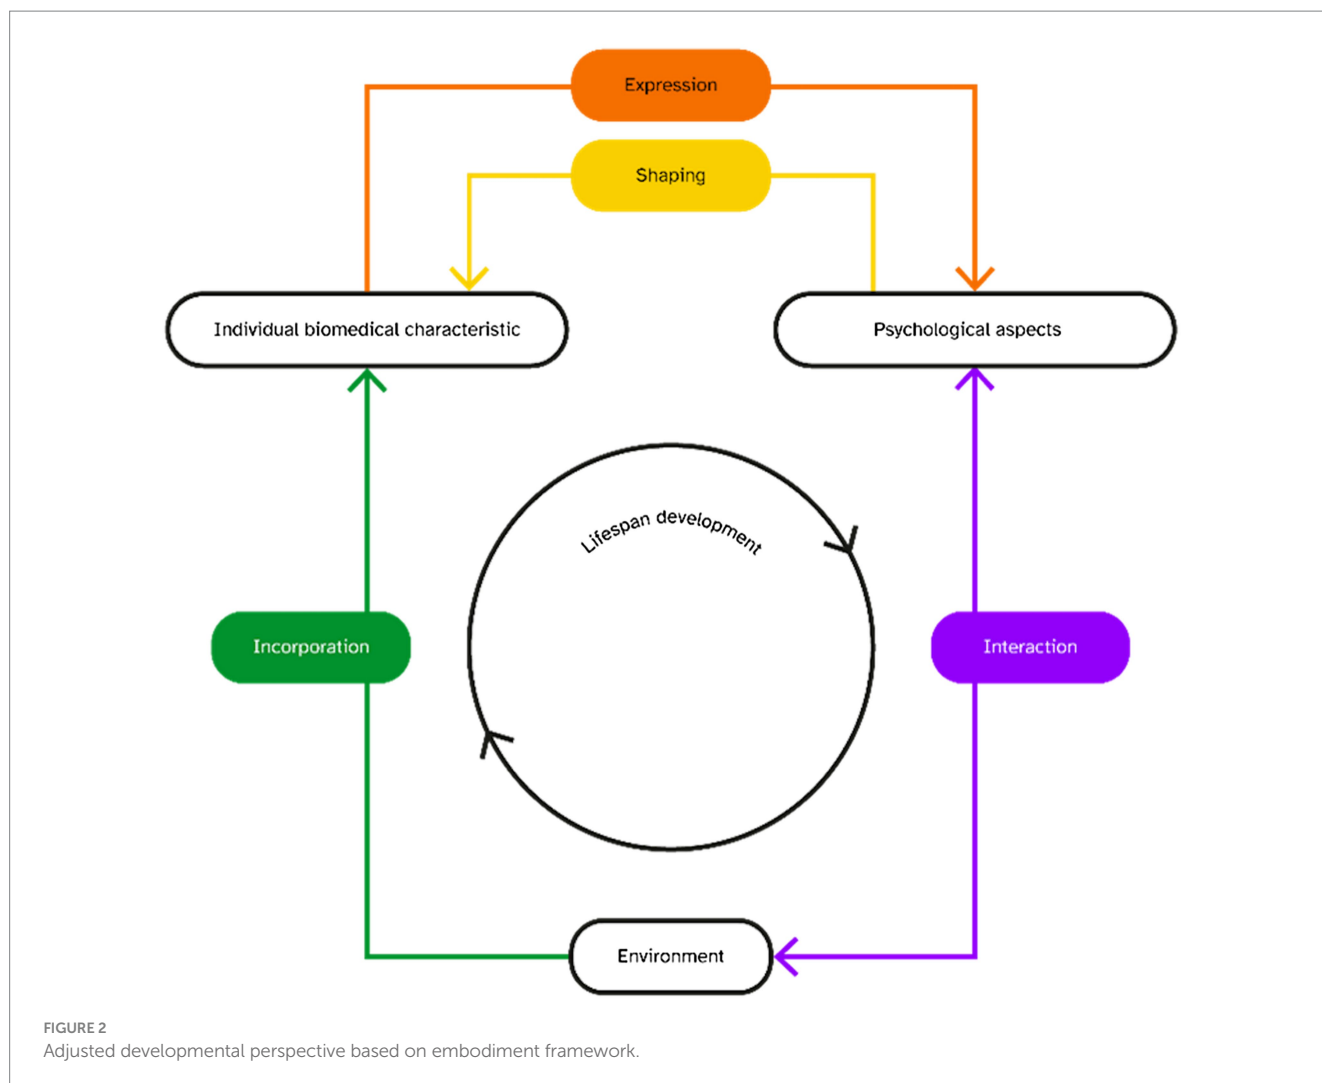 Expression
Shaping
Individual biomedical characteristic
Psychological aspects
Lifespan development
Incorporation
Interaction
Environment
FIGURE 2
Adjusted developmental perspective based on embodiment framework.